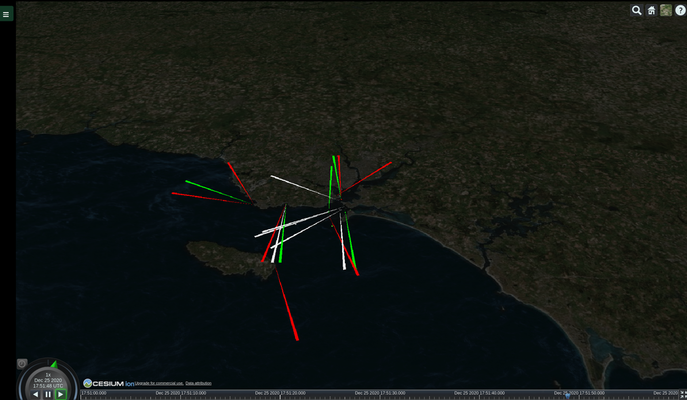 ?
1x
Dec 25 2020
17:51:48 UTC
CESIUM ion Upgrade for commercial use. Data attribution
17:51:00.000 Dec 25 2020 17:51:10.000 Dec 25 2020 17:51:20.000 Dec 25 2020 17:51:30.000 Dec 25 2020 17:51:40.000 Dec 25 2020 17:51:50.000 Dec 25 2020